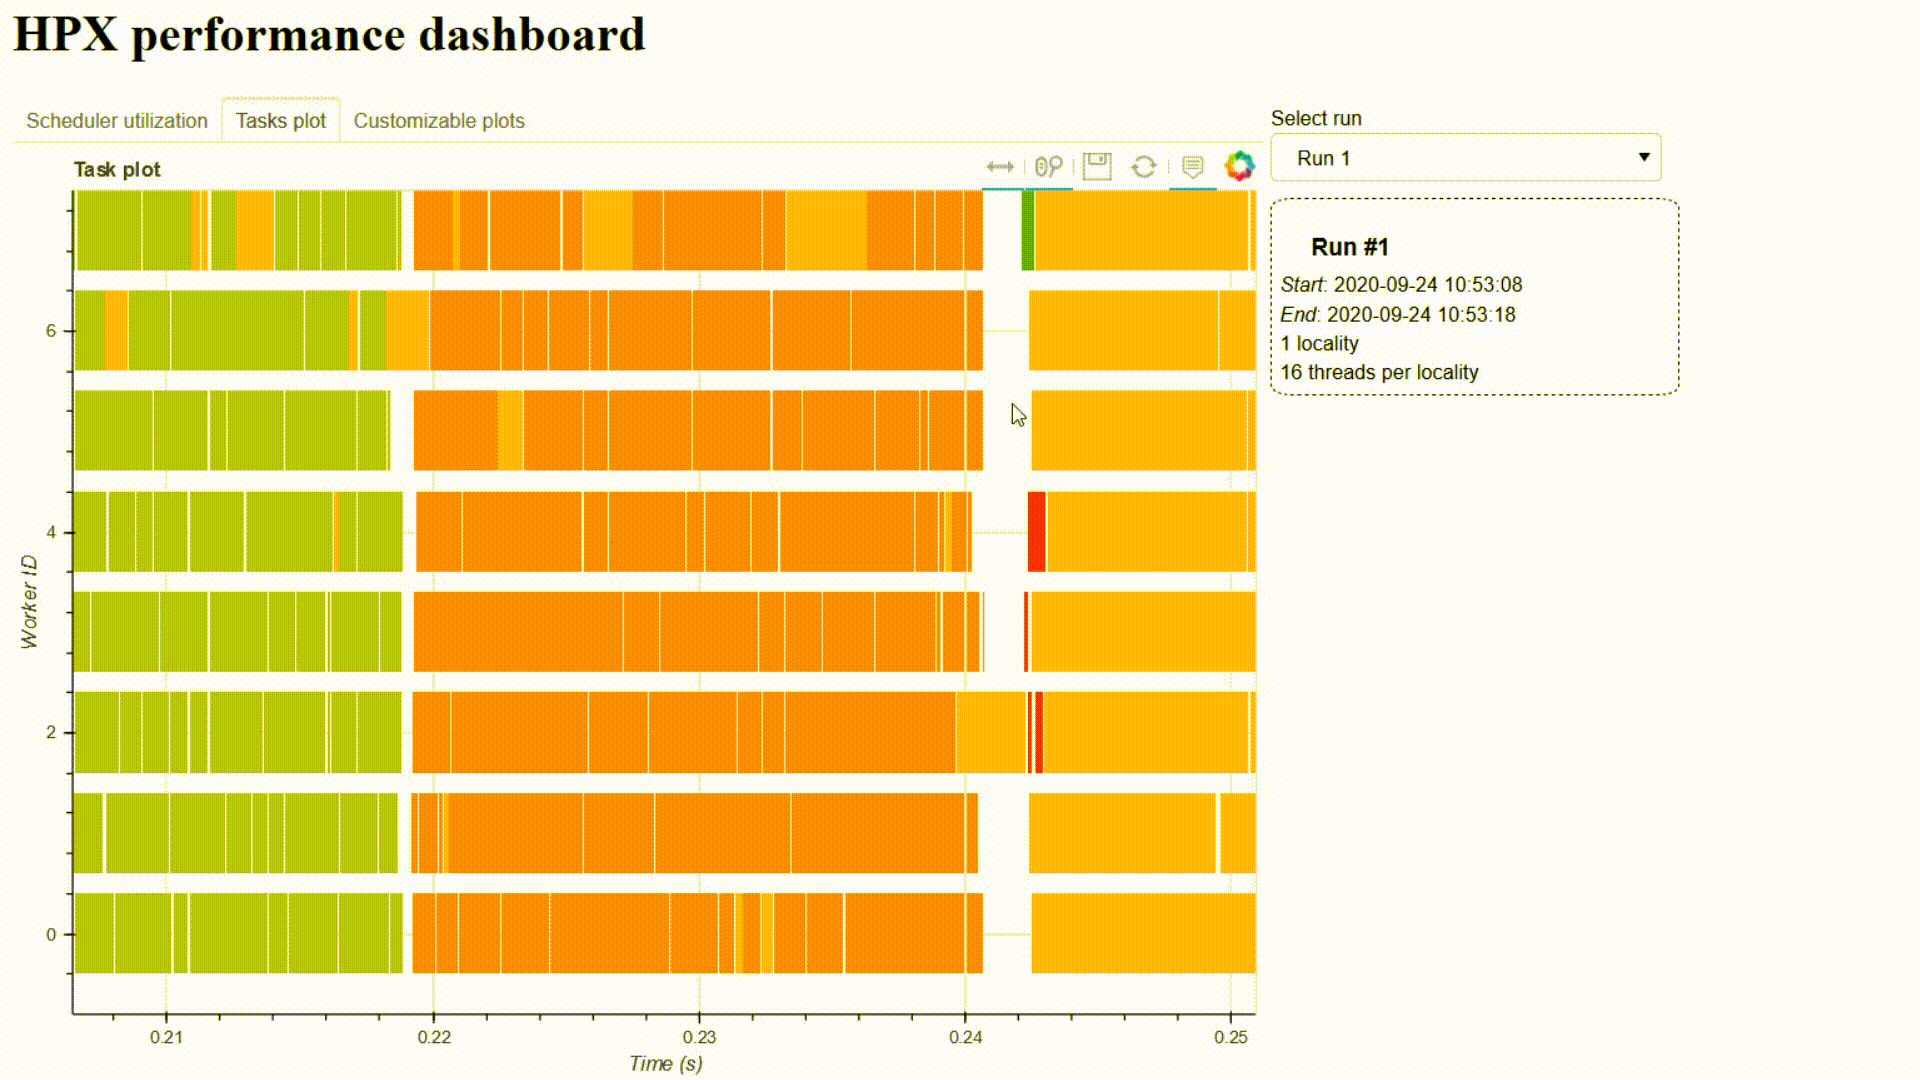 HPX performance dashboard
Scheduler utilization
Tasks plot
Customizable plots
Select run
Run 1
Task plot
Run #1
Start: 2020-09-24 10:53:08
End: 2020-09-24 10:53:18
1 locality
16 threads per locality
6
4
2
0
Worker ID
0.21
0.22
0.23
0.24
0.25
Time (s)